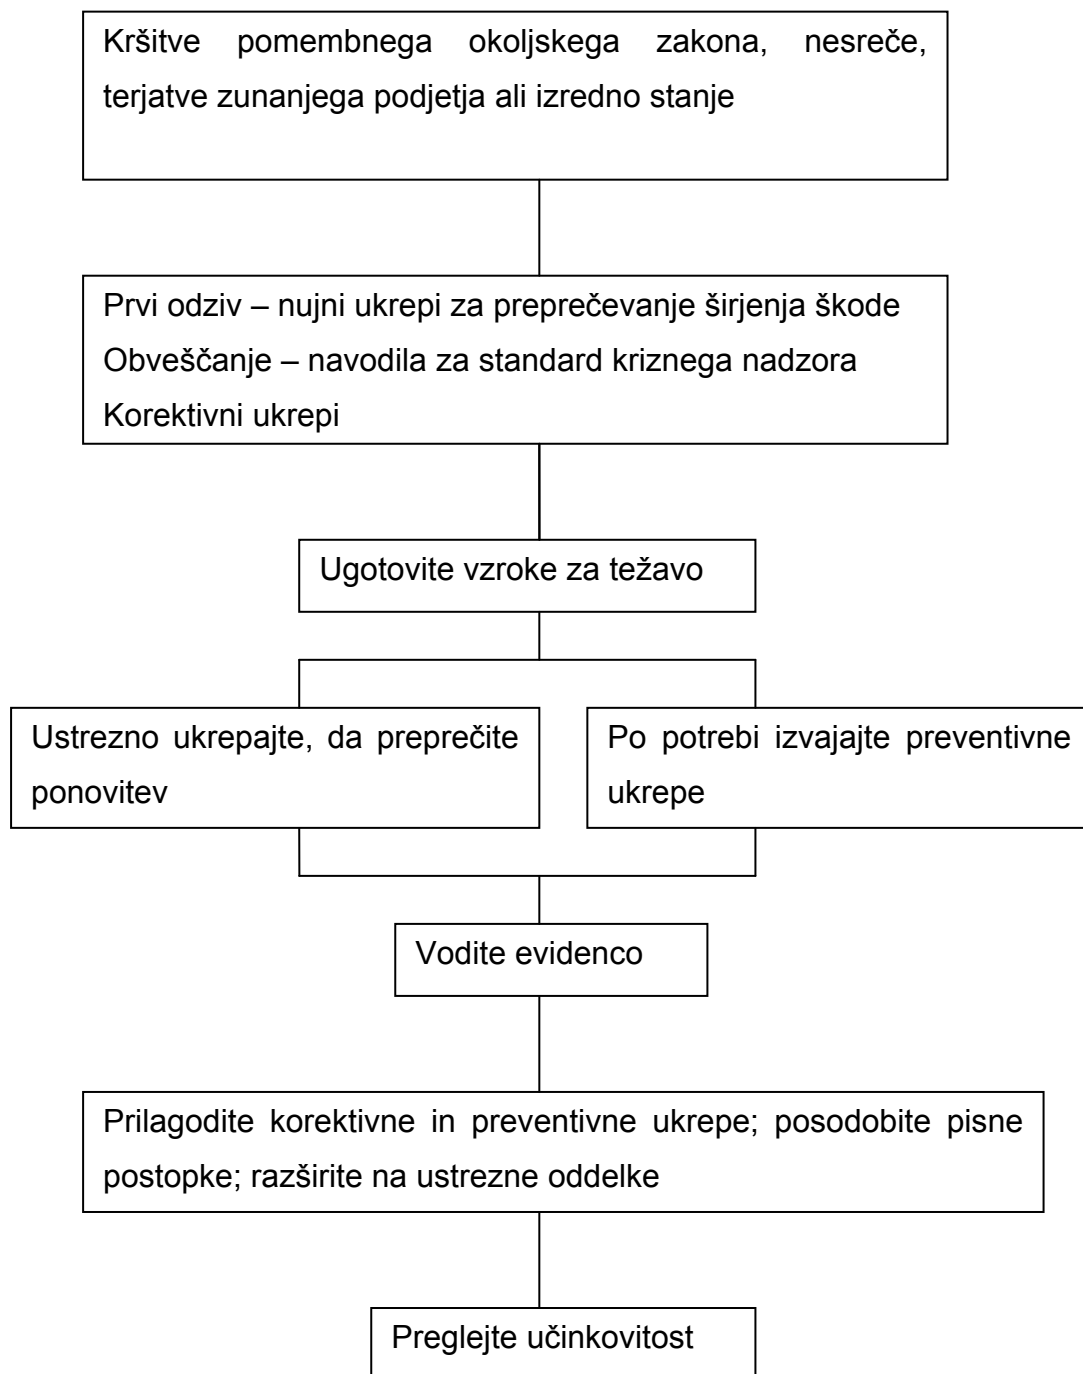 Kršitve pomembnega okoljskega zakona, nesreče,
terjatve zunanjega podjetja ali izredno stanje
Prvi odziv – nujni ukrepi za preprečevanje širjenja škode
Obveščanje – navodila za standard kriznega nadzora
Korektivni ukrepi
Ugotovite vzroke za težavo
Ustrezno ukrepajte, da preprečite
ponovitev
Po potrebi izvajajte preventivne
ukrepe
Vodite evidenco
Prilagodite korektivne in preventivne ukrepe; posodobite pisne
postopke; razširite na ustrezne oddelke
Preglejte učinkovitost